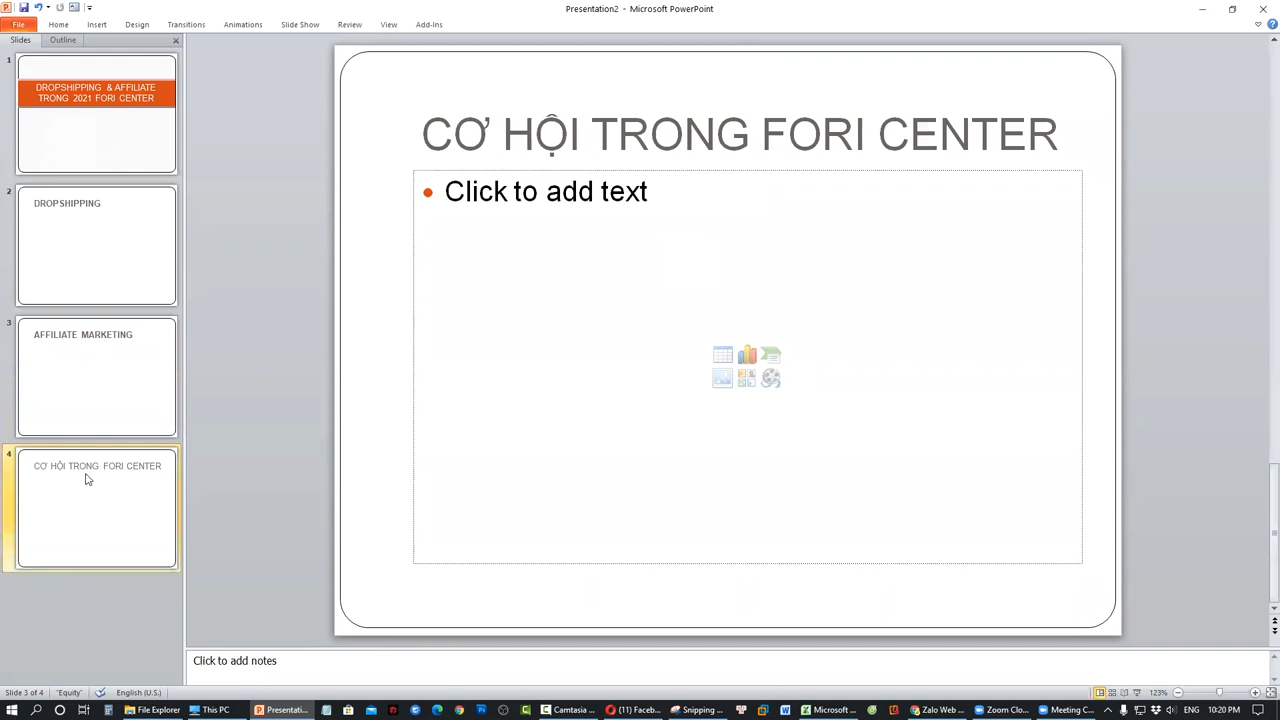 Presentation2 - Microsoft PowerPoint
File Home Insert Design Transitions Animations Slide Show Review View Add-Ins
Slides Outline
1
DROPSHIPPING & AFFILIATE
TRONG 2021 FORI CENTER
2
DROPSHIPPING
3
AFFILIATE MARKETING
4
CƠ HỘI TRONG FORI CENTER
CƠ HỘI TRONG FORI CENTER
Click to add text
Click to add notes
Slide 3 of 4 "Equity" English (U.S.) 123%
File Explorer This PC Presentati... (11) Faceb... Camtasia ... Snipping ... Microsoft ... Zalo Web ... Zoom Clo... Meeting C... ENG 10:20 PM